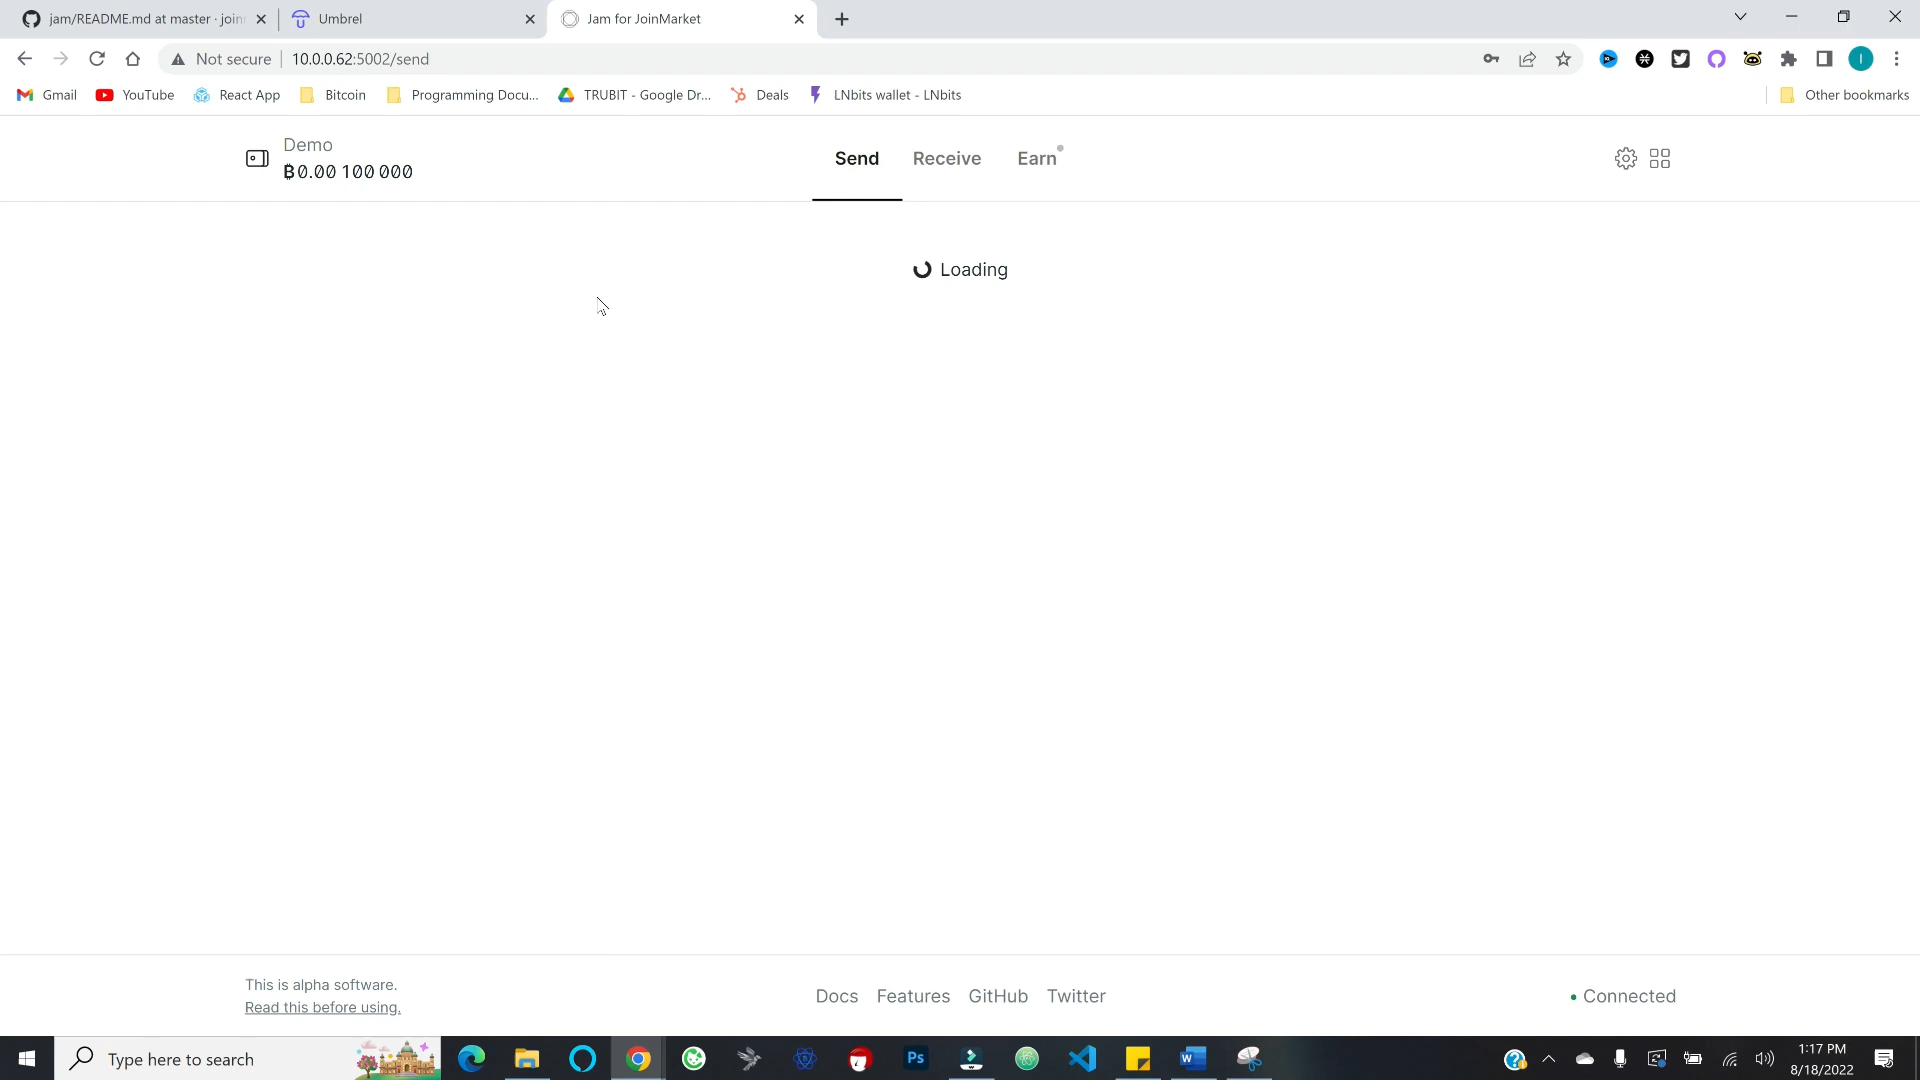 jam/README.md at master · join
Umbrel
Jam for JoinMarket
Not secure
10.0.0.62:5002/send
Gmail
YouTube
React App
Bitcoin
Programming Docu...
TRUBIT - Google Dr...
Deals
LNbits wallet - LNbits
Other bookmarks
Demo
₿0.00 100 000
Send
Receive
Earn
Loading
This is alpha software.
Read this before using.
Docs
Features
GitHub
Twitter
Connected
Type here to search
Ps
1:17 PM
8/18/2022